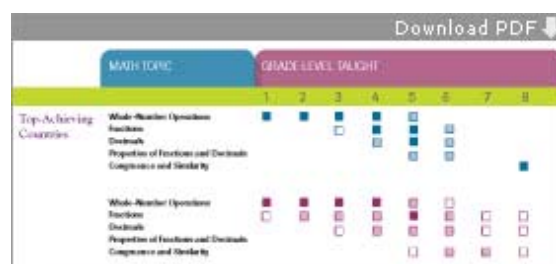 Download PDF
MATH TOPIC GRADE LEVEL TAUGHT
1 2 3 4 5 6 7 8
Top-Achieving Countries
Whole-Number Operations
Fractions
Decimals
Properties of Fractions and Decimals
Congruence and Similarity
Whole-Number Operations
Fractions
Decimals
Properties of Fractions and Decimals
Congruence and Similarity